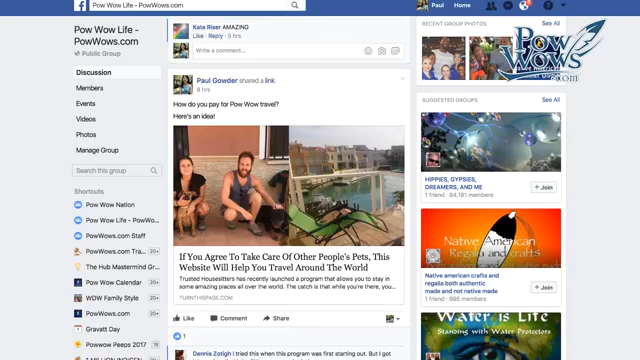 Pow Wow Life - PowWows.com
Paul
Home
Pow Wow Life -
PowWows.com
Public Group
Discussion
Members
Events
Videos
Photos
Manage Group
Search this group
Shortcuts
Pow Wow Nation
Pow Wow Life - PowWo...
PowWows.com Staff
PowWows.com Tra... 20+
The Hub Mastermind Gr...
Pow Wow Calendar 20+
WOW Family Style 20+
PowWows.com 20+
Gravatt Day
Powwow Peeps 2017 20+
Kate Riser AMAZING
Like · Reply · 5 hrs
Write a comment...
Paul Gowder shared a link.
8 hrs
How do you pay for Pow Wow travel?
Here's an idea!
If You Agree To Take Care Of Other People's Pets, This
Website Will Help You Travel Around The World
Trusted Housesitters has recently launched a program that allows you to stay in
some amazing places all over the world. The catch is that while you're there, you...
TURNTHISPAGE.COM
Like Comment Share
1
Dennis Zotigh I tried this when this program was first starting out. But I got
RECENT GROUP PHOTOS See All
Pow
Wows
.com
SUGGESTED GROUPS See All
HIPPIES, GYPSIES,
DREAMERS, AND ME
1 friend · 64,181 members
+ Join
Native American
Regalia and crafts
Native american crafts and
regalia both authentic
made and not native made
1 friend · 996 members
+ Join
Water is Life
Standing with Water Protectors